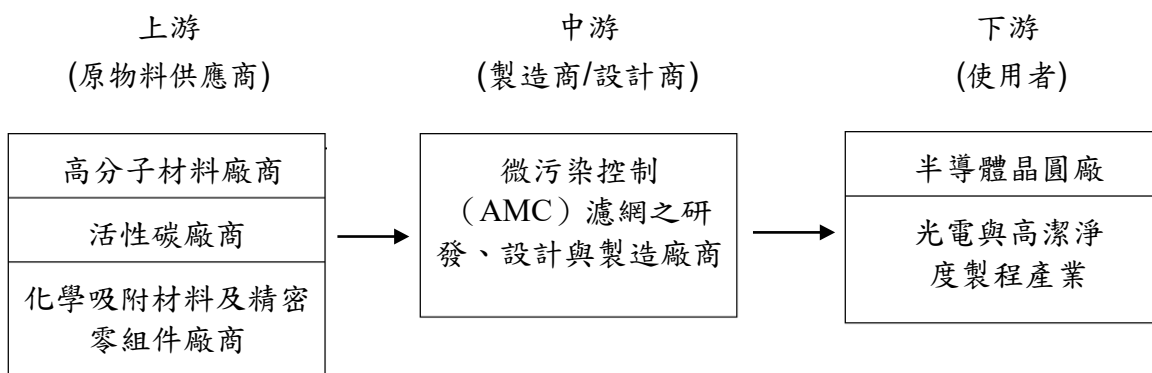 上游
(原物料供應商)
高分子材料廠商
活性碳廠商
化學吸附材料及精密
零組件廠商
中游
(製造商/設計商)
微污染控制
（AMC）濾網之研
發、設計與製造廠商
下游
(使用者)
半導體晶圓廠
光電與高潔淨
度製程產業